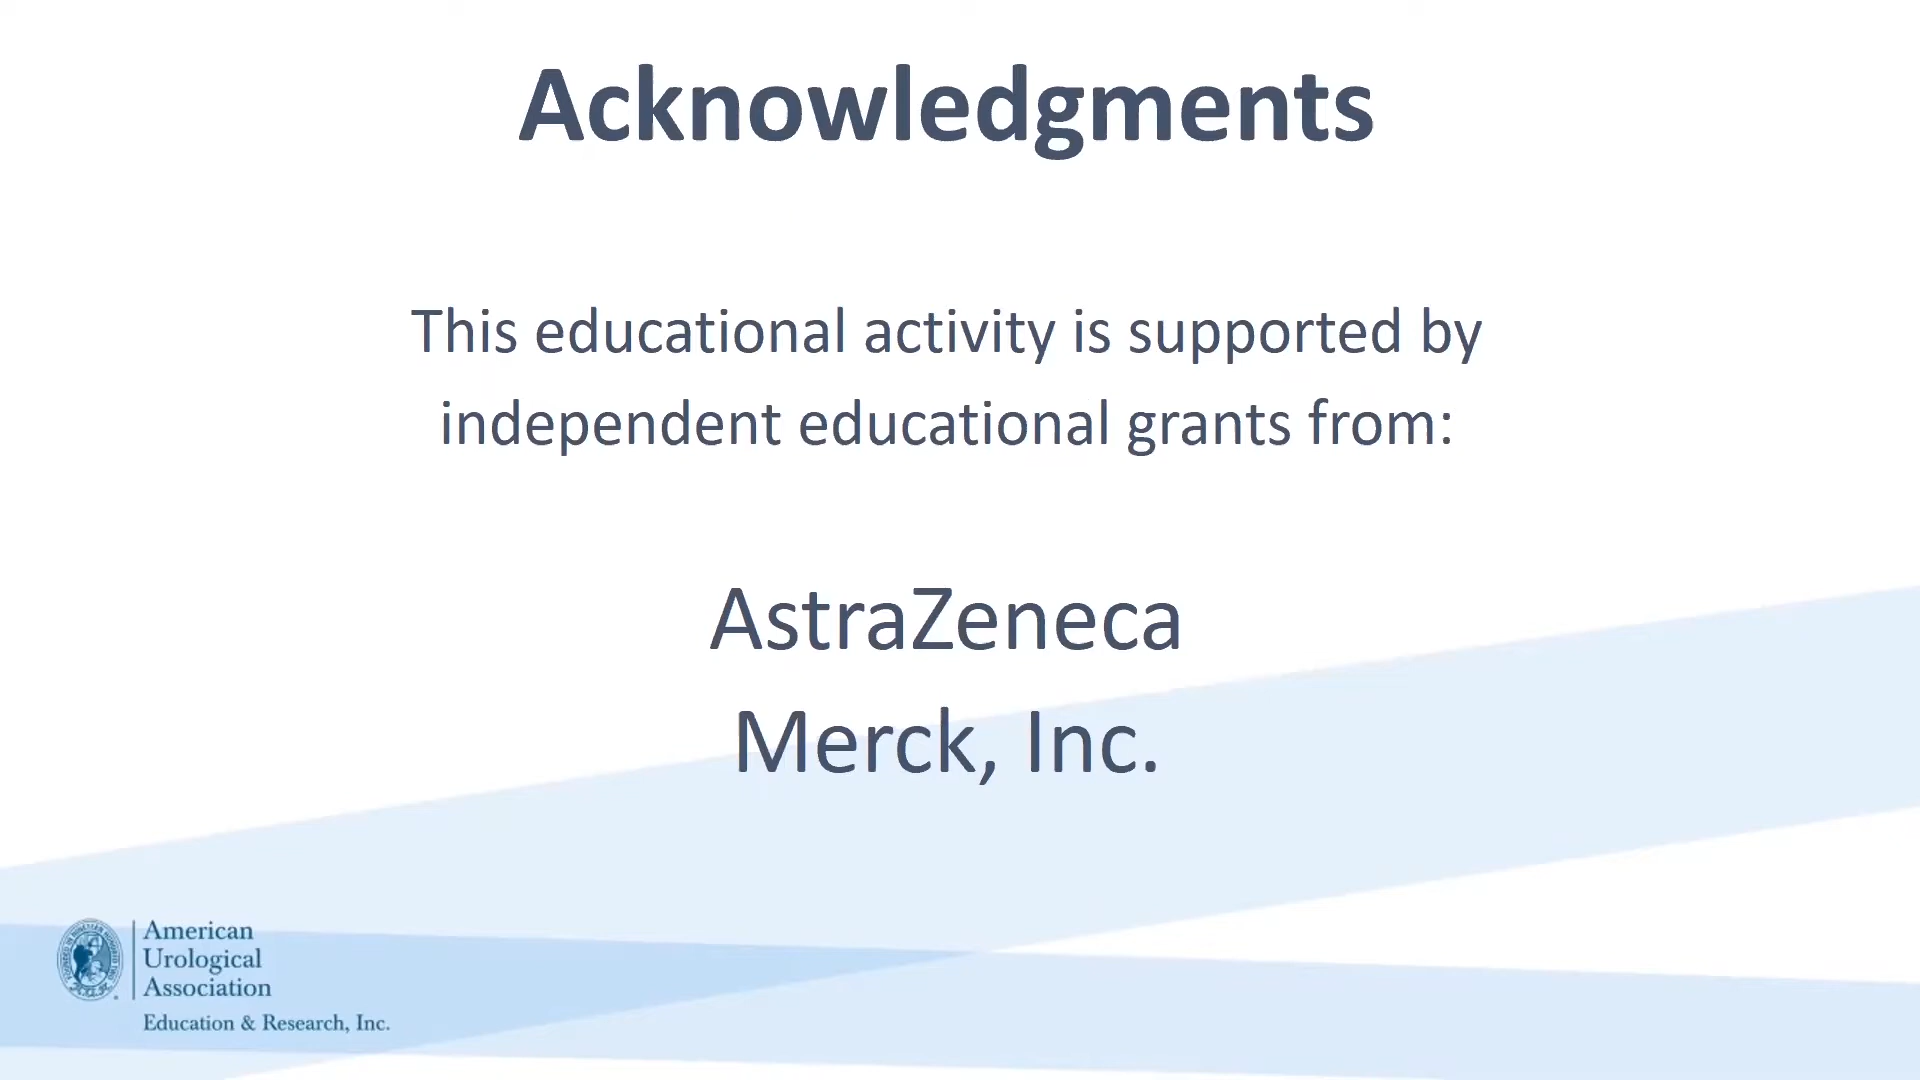 Acknowledgments
This educational activity is supported by
independent educational grants from:
AstraZeneca
Merck, Inc.
American
Urological
Association
Education & Research, Inc.